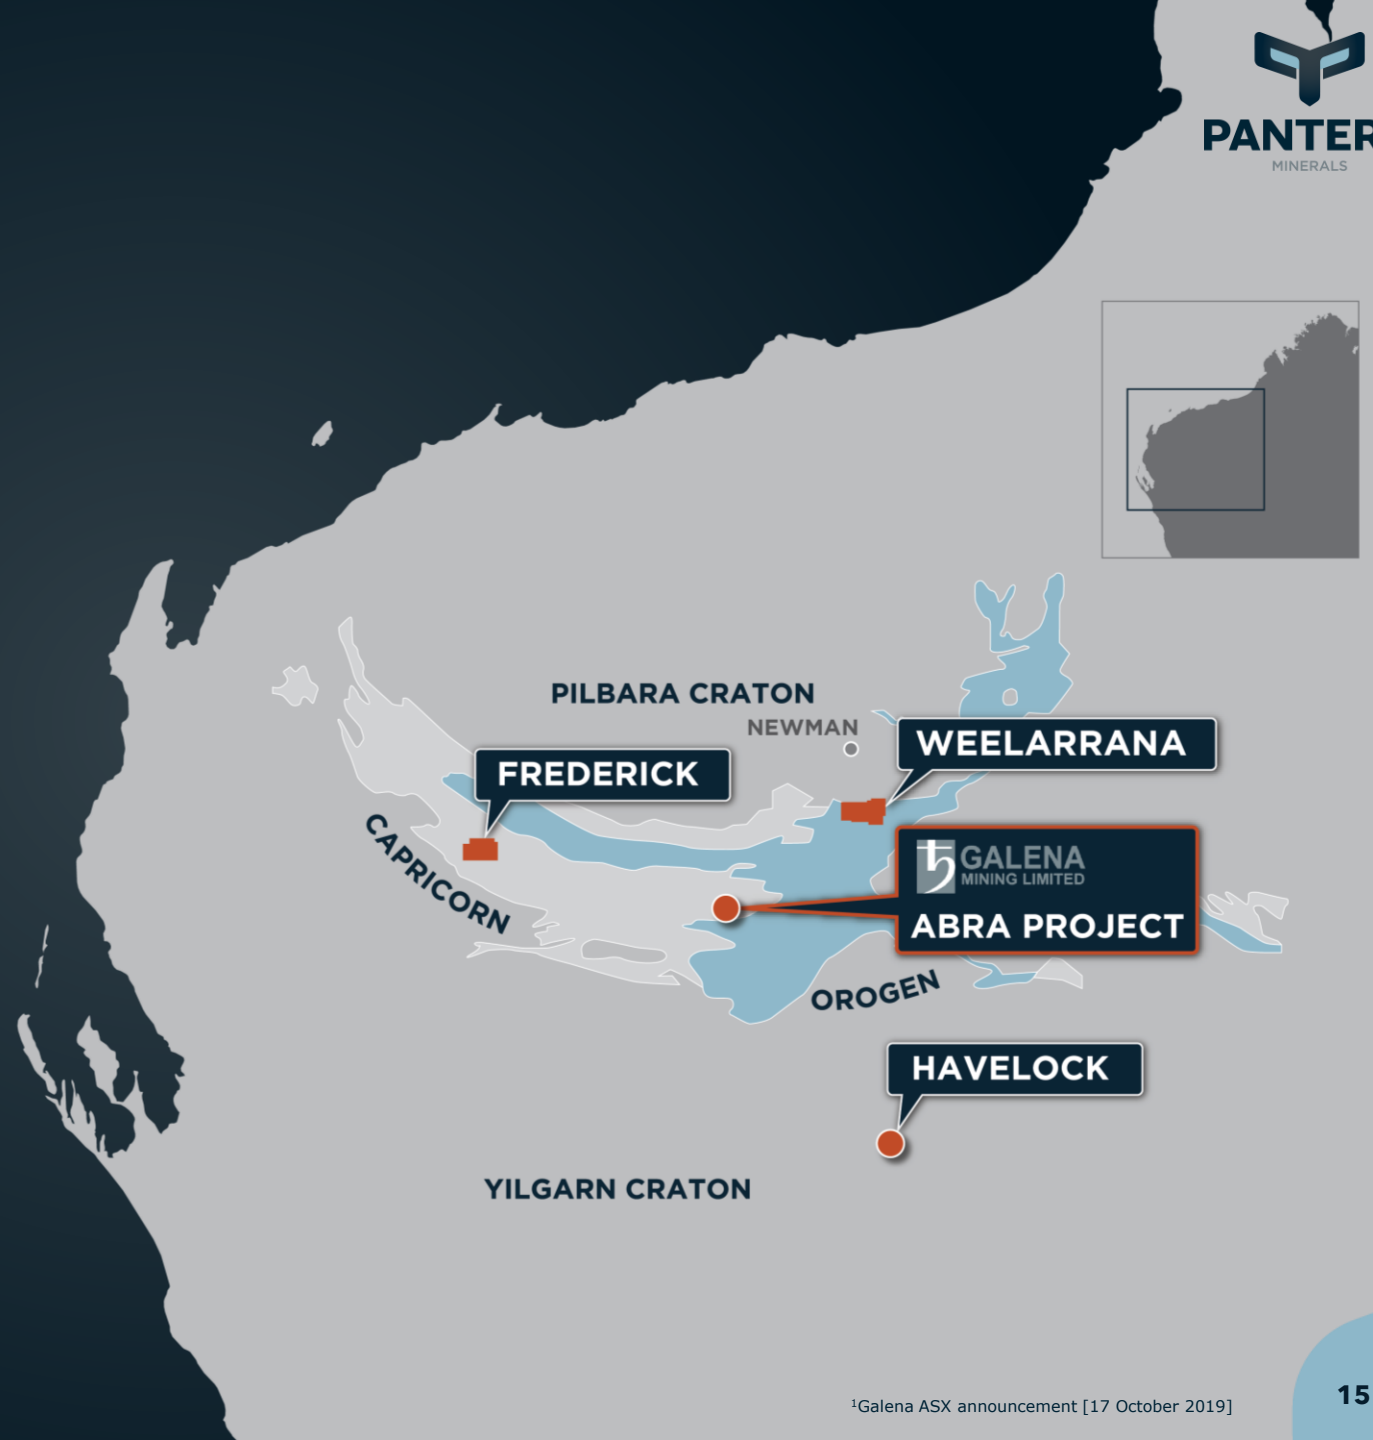 PANTER
MINERALS
PILBARA CRATON
NEWMAN
WEELARRANA
FREDERICK
CAPRICORN
GALENA
MINING LIMITED
ABRA PROJECT
OROGEN
HAVELOCK
YILGARN CRATON
¹Galena ASX announcement [17 October 2019]
15